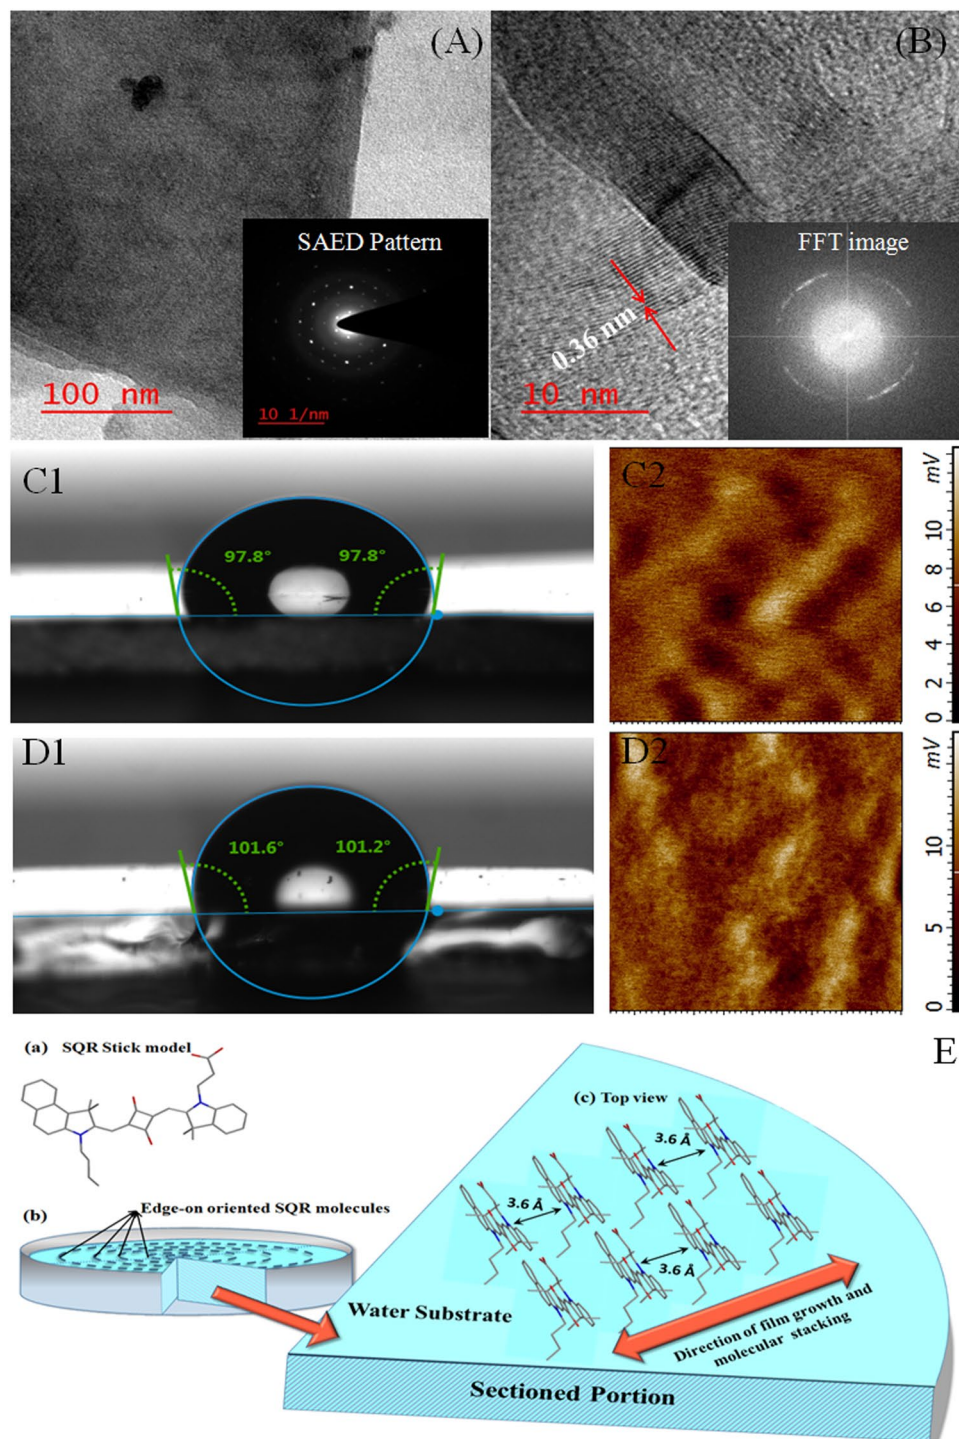 (A)
SAED Pattern
100 nm
10 1/nm
(B)
FFT image
0.36 nm
10 nm
C1
97.8°
97.8°
C2
mV
10
8
6
4
2
0
D1
101.6°
101.2°
D2
mV
10
5
0
E
(a) SQR Stick model
(b)
Edge-on oriented SQR molecules
(c) Top view
3.6 Å
3.6 Å
3.6 Å
Water Substrate
Direction of film growth and
molecular stacking
Sectioned Portion